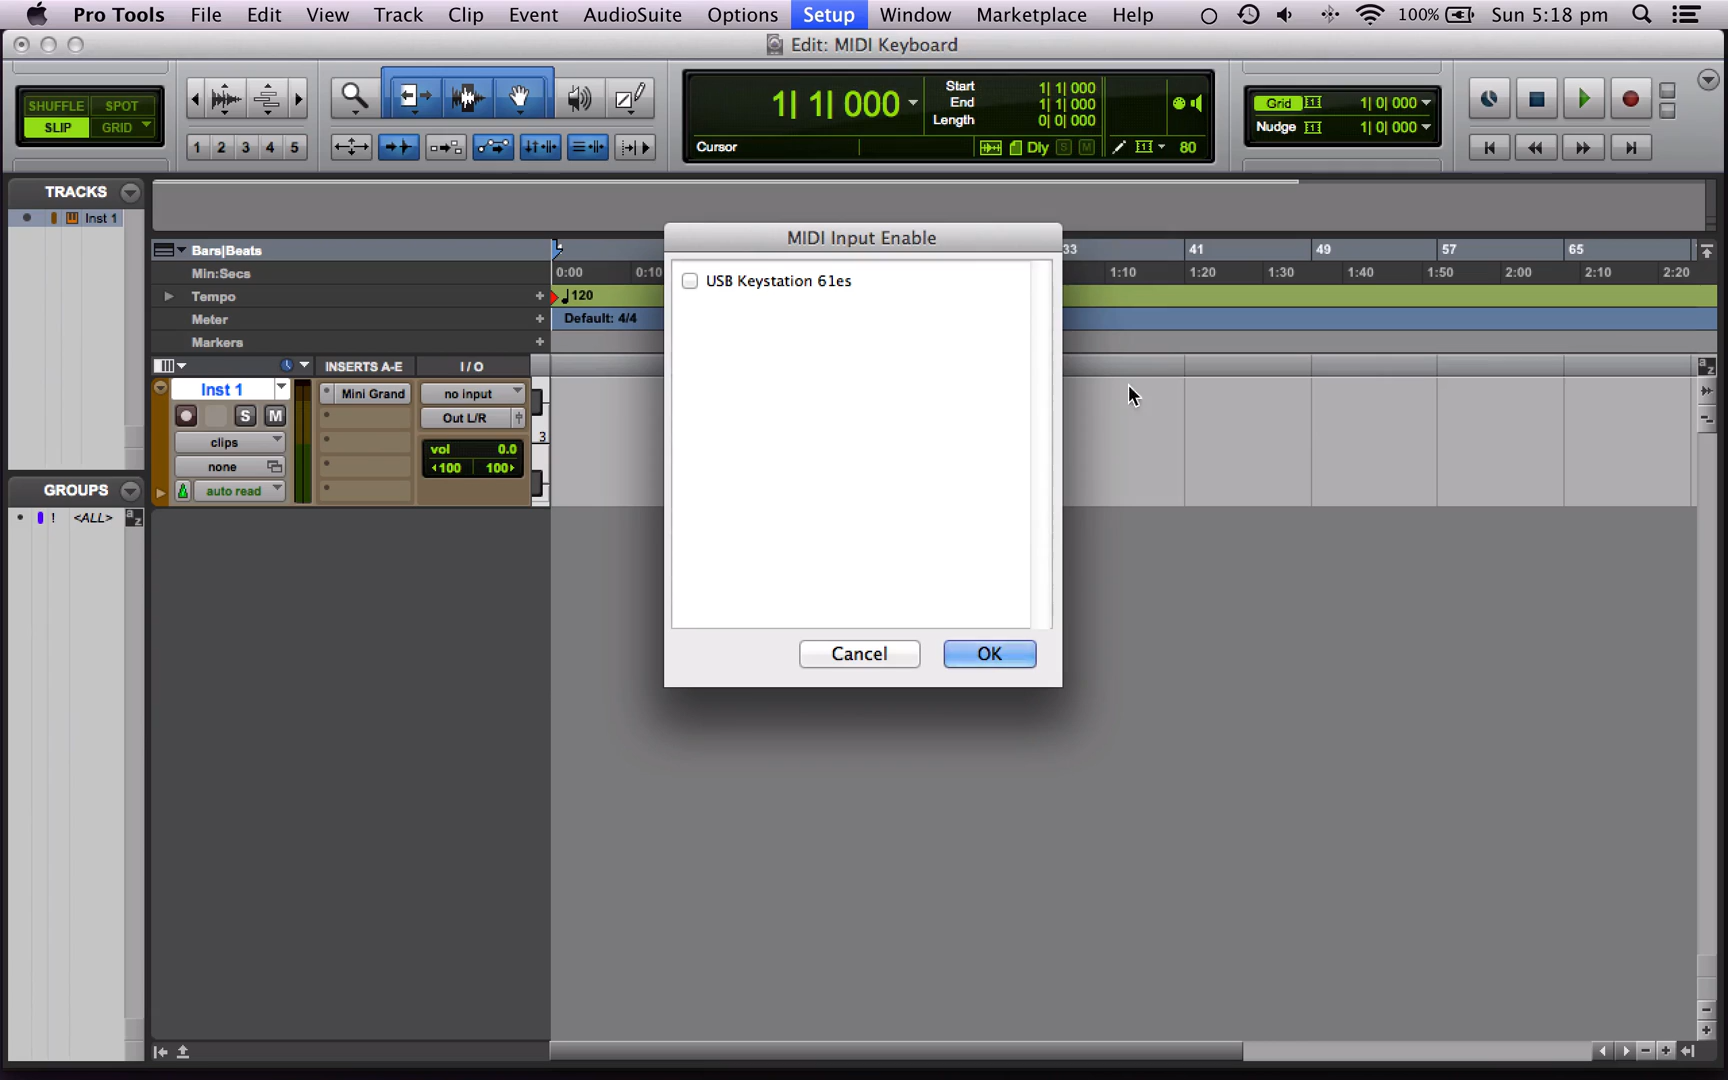 Pro Tools File Edit View Track Clip Event AudioSuite Options Setup Window Marketplace Help 100% Sun 5:18 pm
Edit: MIDI Keyboard
SHUFFLE SPOT
SLIP GRID
1 2 3 4 5
1| 1| 000
Start 1| 1| 000
End 1| 1| 000
Length 0| 0| 000
Cursor
Dly S M
80
Grid 1| 0| 000
Nudge 1| 0| 000
TRACKS
Inst 1
GROUPS
! <ALL> a z
Bars|Beats 33 41 49 57 65
Min:Secs 0:00 0:10 1:10 1:20 1:30 1:40 1:50 2:00 2:10 2:20
Tempo 120
Meter Default: 4/4
Markers
INSERTS A-E I / O
a z
Inst 1
S M
clips
none
auto read
Mini Grand
no input
Out L/R
vol 0.0
100 100
3
MIDI Input Enable
USB Keystation 61es
Cancel OK